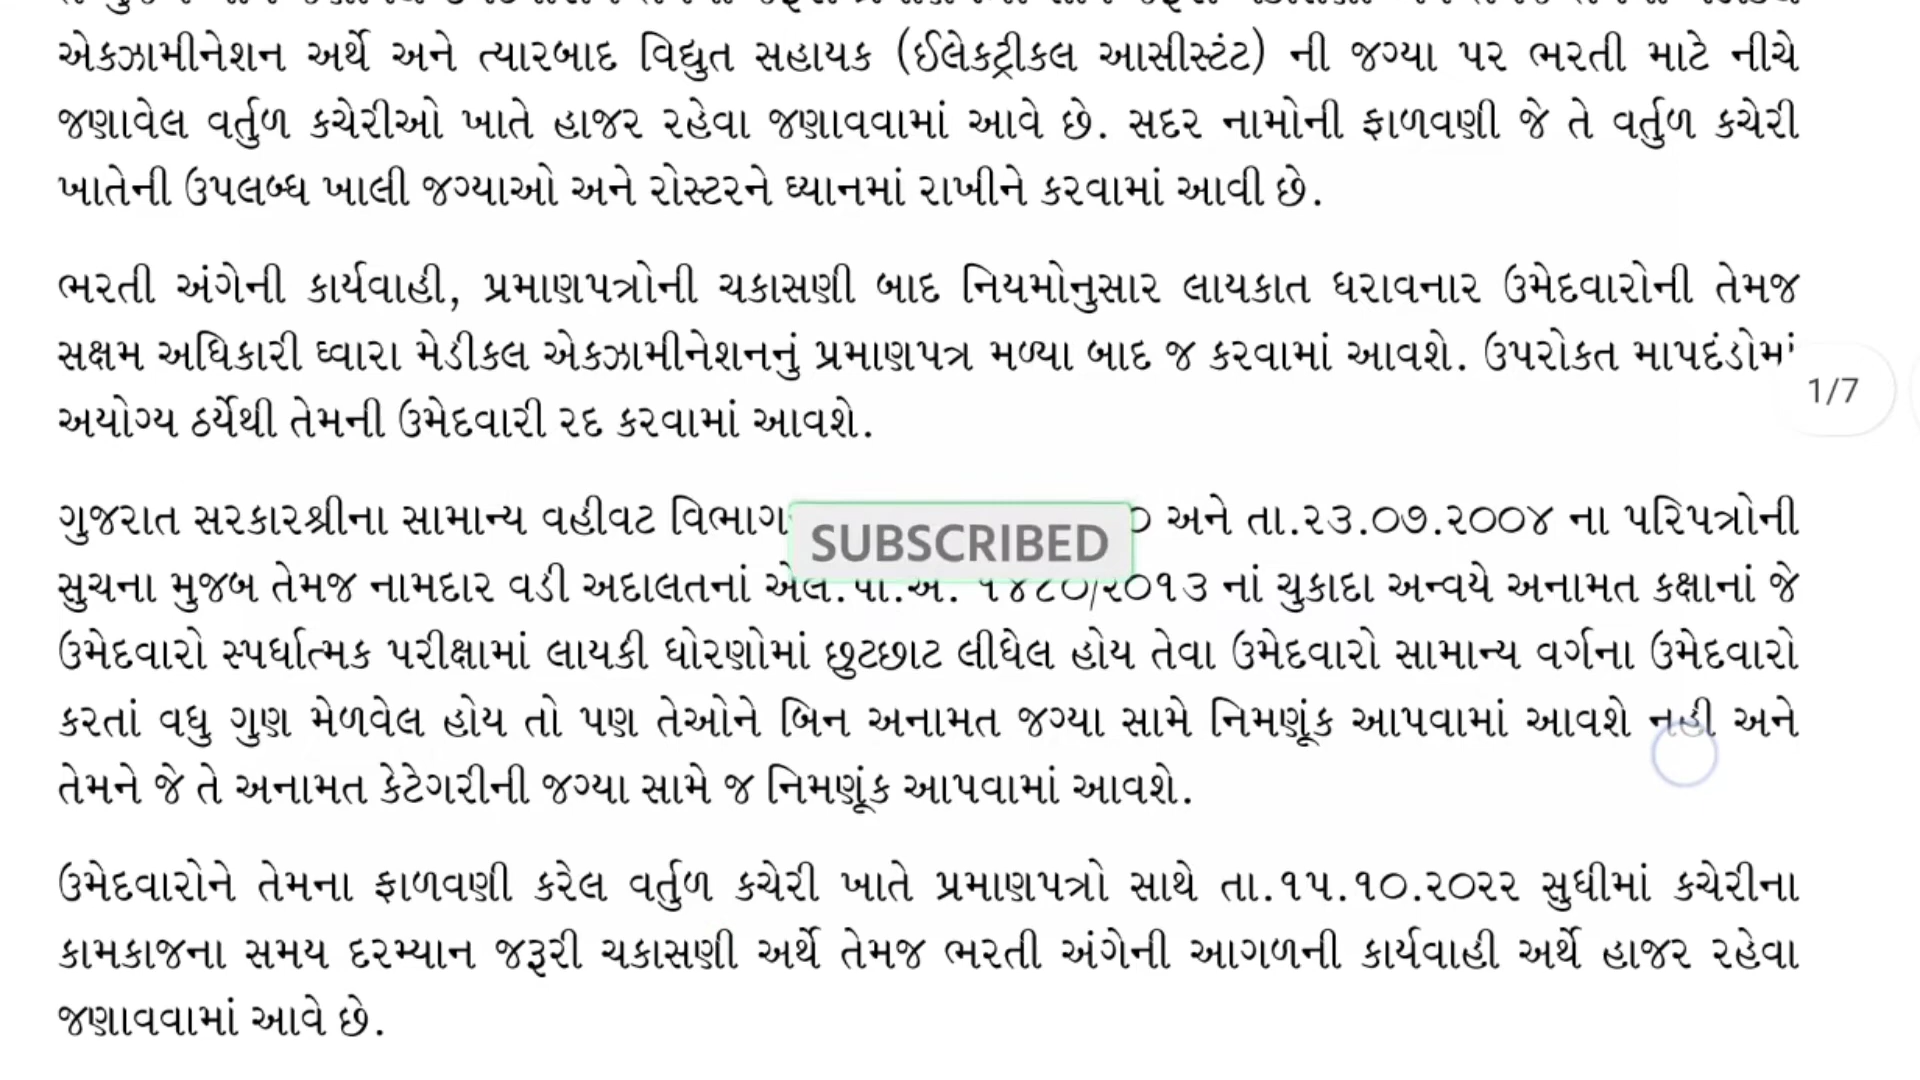 એકઝામીનેશન અર્થે અને ત્યારબાદ વિદ્યુત સહાયક (ઈલેકટ્રીકલ આસીસ્ટંટ) ની જગ્યા પર ભરતી માટે નીચે
જણાવેલ વર્તુળ કચેરીઓ ખાતે હાજર રહેવા જણાવવામાં આવે છે. સદર નામોની ફાળવણી જે તે વર્તુળ કચેરી
ખાતેની ઉપલબ્ધ ખાલી જગ્યાઓ અને રોસ્ટરને ઘ્યાનમાં રાખીને કરવામાં આવી છે.
ભરતી અંગેની કાર્યવાહી, પ્રમાણપત્રોની ચકાસણી બાદ નિયમોનુસાર લાયકાત ધરાવનાર ઉમેદવારોની તેમજ
સક્ષમ અધિકારી ઘ્વારા મેડીકલ એકઝામીનેશનનું પ્રમાણપત્ર મળ્યા બાદ જ કરવામાં આવશે. ઉપરોકત માપદંડોમાં
1/7
અયોગ્ય ઠર્યેથી તેમની ઉમેદવારી રદ કરવામાં આવશે.
ગુજરાત સરકારશ્રીના સામાન્ય વહીવટ વિભાગ અને તા.૨૩.૦૭.૨૦૦૪ ના પરિપત્રોની
SUBSCRIBED
સુચના મુજબ તેમજ નામદાર વડી અદાલતનાં એલ.પી.અ. ૧૪૮૦/૨૦૧૩ નાં ચુકાદા અન્વયે અનામત કક્ષાનાં જે
ઉમેદવારો સ્પર્ધાત્મક પરીક્ષામાં લાયકી ધોરણોમાં છુટછાટ લીધેલ હોય તેવા ઉમેદવારો સામાન્ય વર્ગના ઉમેદવારો
કરતાં વધુ ગુણ મેળવેલ હોય તો પણ તેઓને બિન અનામત જગ્યા સામે નિમણૂંક આપવામાં આવશે નહી અને
તેમને જે તે અનામત કેટેગરીની જગ્યા સામે જ નિમણૂંક આપવામાં આવશે.
ઉમેદવારોને તેમના ફાળવણી કરેલ વર્તુળ કચેરી ખાતે પ્રમાણપત્રો સાથે તા.૧૫.૧૦.૨૦૨૨ સુધીમાં કચેરીના
કામકાજના સમય દરમ્યાન જરૂરી ચકાસણી અર્થે તેમજ ભરતી અંગેની આગળની કાર્યવાહી અર્થે હાજર રહેવા
જણાવવામાં આવે છે.